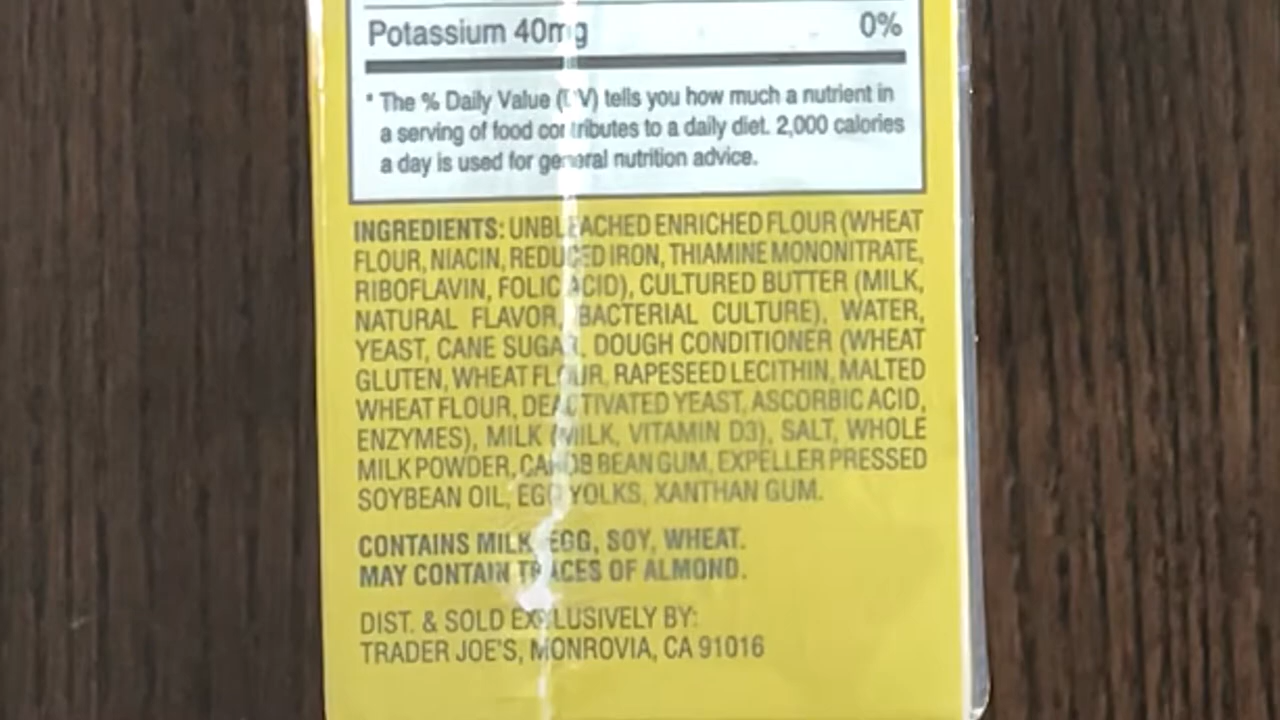 Potassium 40mg 0%
* The % Daily Value (DV) tells you how much a nutrient in
a serving of food contributes to a daily diet. 2,000 calories
a day is used for general nutrition advice.
INGREDIENTS: UNBLEACHED ENRICHED FLOUR (WHEAT
FLOUR, NIACIN, REDUCED IRON, THIAMINE MONONITRATE,
RIBOFLAVIN, FOLIC ACID), CULTURED BUTTER (MILK,
NATURAL FLAVOR, BACTERIAL CULTURE), WATER,
YEAST, CANE SUGAR, DOUGH CONDITIONER (WHEAT
GLUTEN, WHEAT FLOUR, RAPESEED LECITHIN, MALTED
WHEAT FLOUR, DEACTIVATED YEAST, ASCORBIC ACID,
ENZYMES), MILK (MILK, VITAMIN D3), SALT, WHOLE
MILK POWDER, CAROB BEAN GUM, EXPELLER PRESSED
SOYBEAN OIL, EGG YOLKS, XANTHAN GUM.
CONTAINS MILK, EGG, SOY, WHEAT.
MAY CONTAIN TRACES OF ALMOND.
DIST. & SOLD EXCLUSIVELY BY:
TRADER JOE'S, MONROVIA, CA 91016